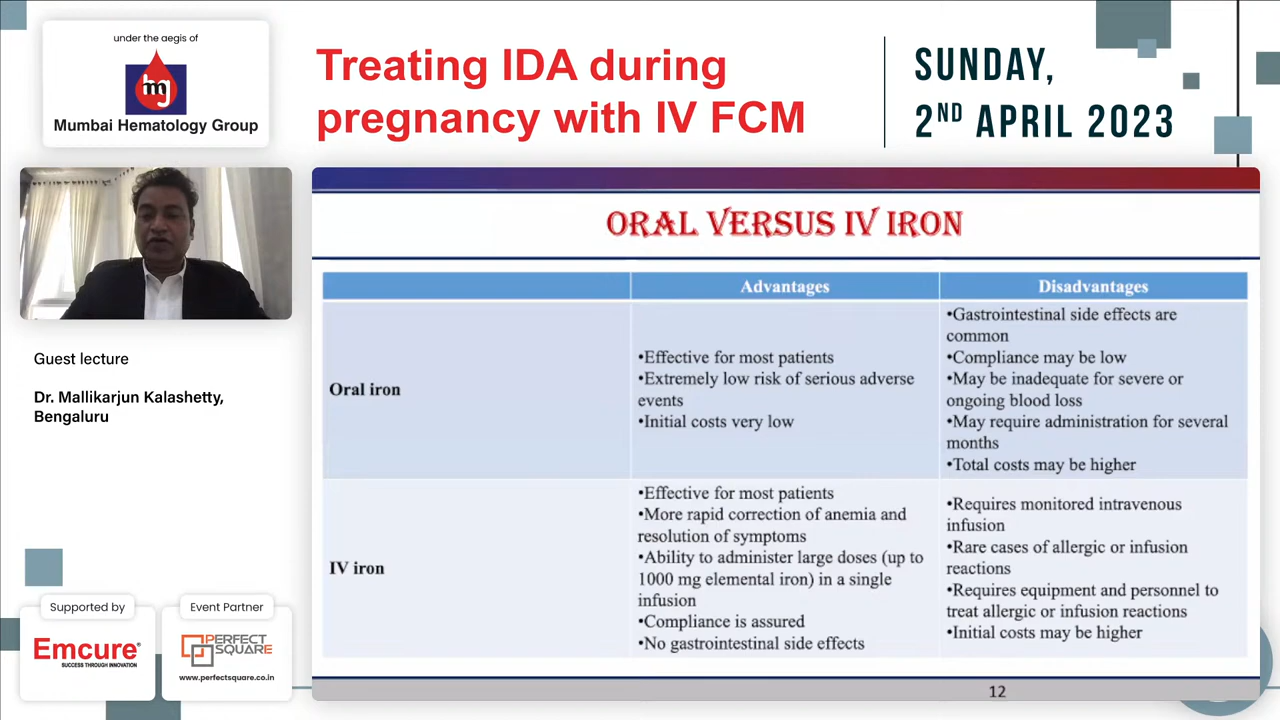 under the aegis of
mg
Mumbai Hematology Group
Treating IDA during
pregnancy with IV FCM
SUNDAY,
2ND APRIL 2023
Guest lecture
Dr. Mallikarjun Kalashetty,
Bengaluru
ORAL VERSUS IV IRON
Advantages
Disadvantages
Oral iron
•Effective for most patients
•Extremely low risk of serious adverse
events
•Initial costs very low
•Gastrointestinal side effects are
common
•Compliance may be low
•May be inadequate for severe or
ongoing blood loss
•May require administration for several
months
•Total costs may be higher
IV iron
•Effective for most patients
•More rapid correction of anemia and
resolution of symptoms
•Ability to administer large doses (up to
1000 mg elemental iron) in a single
infusion
•Compliance is assured
•No gastrointestinal side effects
•Requires monitored intravenous
infusion
•Rare cases of allergic or infusion
reactions
•Requires equipment and personnel to
treat allergic or infusion reactions
•Initial costs may be higher
12
Supported by
Emcure®
SUCCESS THROUGH INNOVATION
Event Partner
PERFECT
SQUARE
www.perfectsquare.co.in